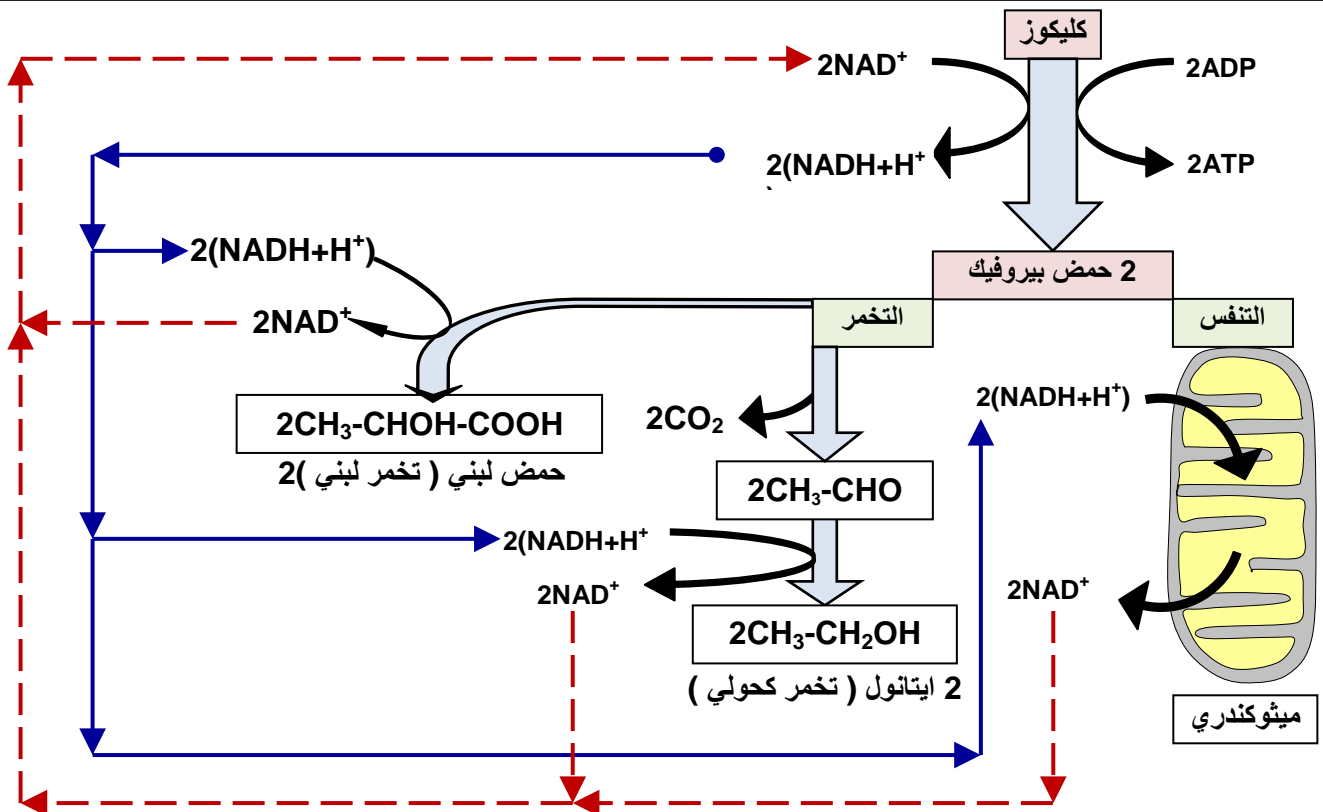 كليكوز
2NAD⁺
2ADP
2(NADH+H⁺
)
2ATP
2(NADH+H⁺)
2 حمض بيروفيك
2NAD⁺
التخمر
التنفس
2(NADH+H⁺)
2CO₂
2CH₃-CHOH-COOH
حمض لبني ( تخمر لبني )2
2CH₃-CHO
2(NADH+H⁺
2NAD⁺
2NAD⁺
2CH₃-CH₂OH
2 ايتانول ( تخمر كحولي )
ميثوكندري